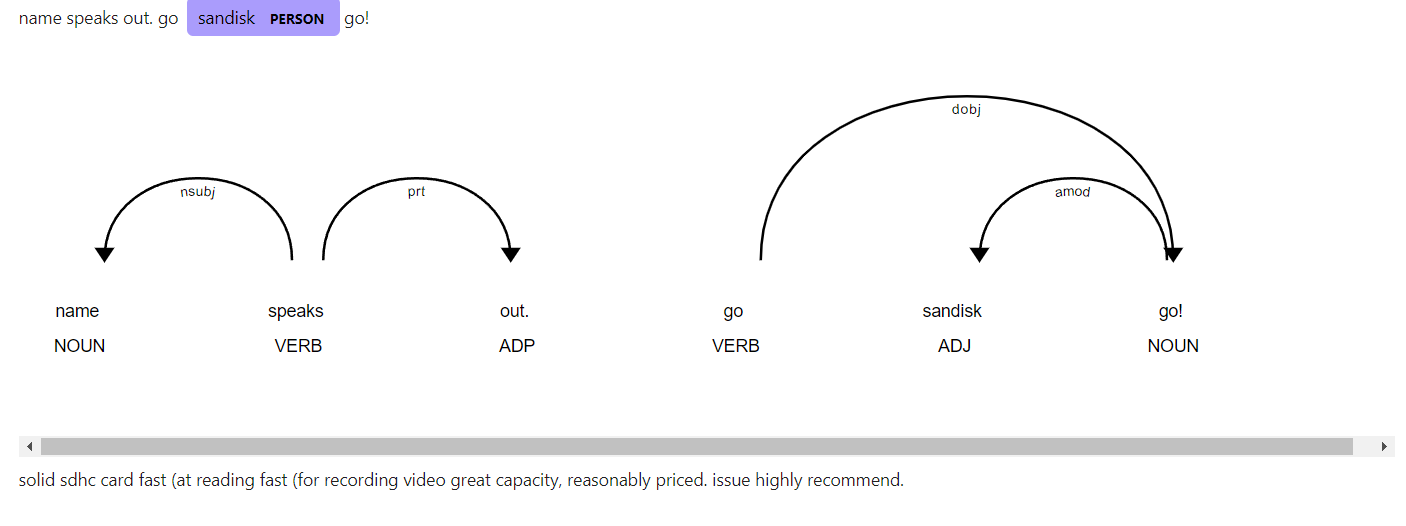 name speaks out. go sandisk PERSON go!
dobj
nsubj prt amod
name speaks out. go sandisk go!
NOUN VERB ADP VERB ADJ NOUN
solid sdhc card fast (at reading fast (for recording video great capacity, reasonably priced. issue highly recommend.